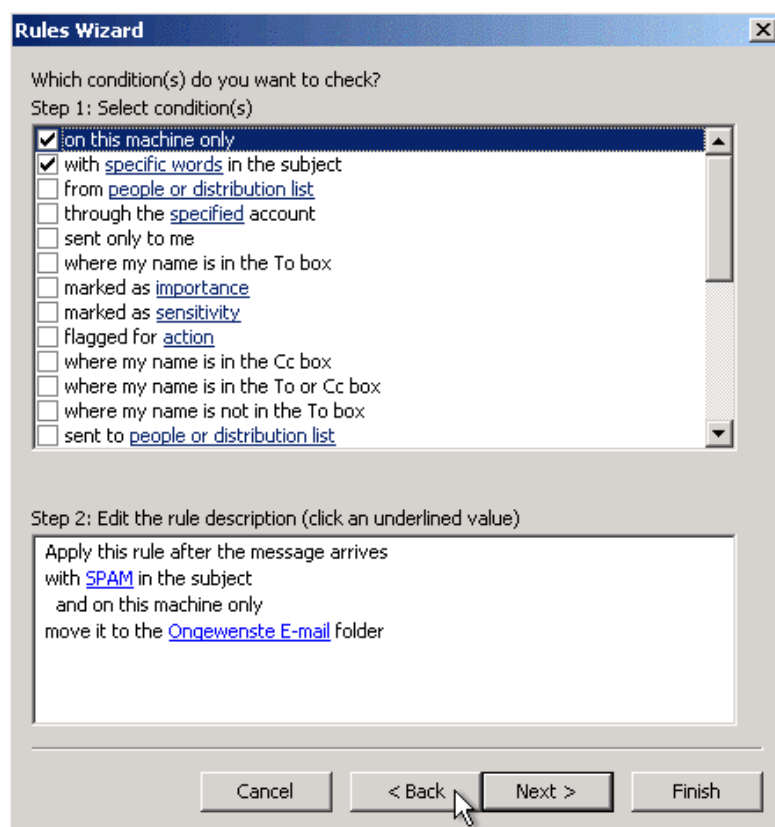 Rules Wizard
Which condition(s) do you want to check?
Step 1: Select condition(s)
on this machine only
with specific words in the subject
from people or distribution list
through the specified account
sent only to me
where my name is in the To box
marked as importance
marked as sensitivity
flagged for action
where my name is in the Cc box
where my name is in the To or Cc box
where my name is not in the To box
sent to people or distribution list
Step 2: Edit the rule description (click an underlined value)
Apply this rule after the message arrives
with SPAM in the subject
and on this machine only
move it to the Ongewenste E-mail folder
Cancel < Back Next > Finish